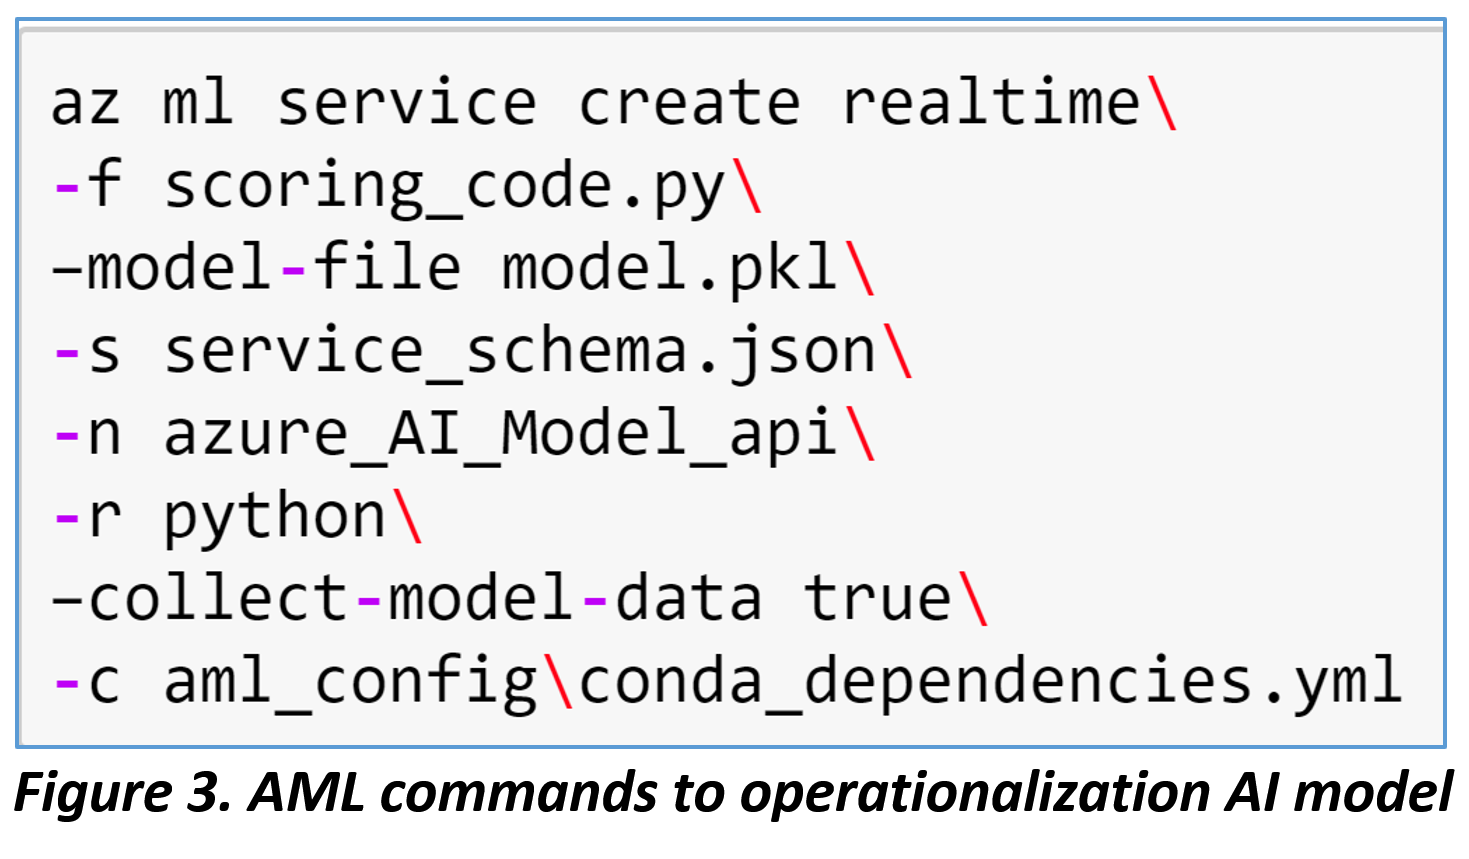 az ml service create realtime\
-f scoring_code.py\
–model-file model.pkl\
-s service_schema.json\
-n azure_AI_Model_api\
-r python\
–collect-model-data true\
-c aml_config\conda_dependencies.yml
Figure 3. AML commands to operationalization AI model